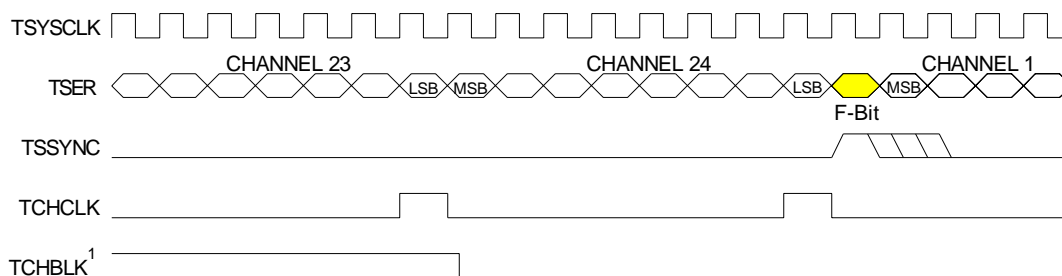 TSYSCLK
CHANNEL 23 CHANNEL 24 CHANNEL 1
TSER LSB MSB LSB MSB
F-Bit
TSSYNC
TCHCLK
TCHBLK1